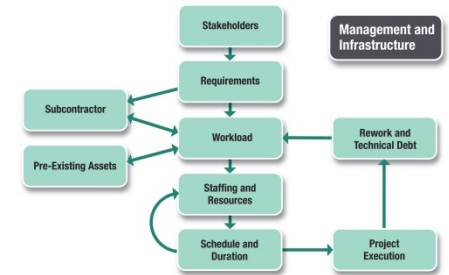 Stakeholders
Management and
Infrastructure
Requirements
Subcontractor
Workload
Rework and
Technical Debt
Pre-Existing Assets
Staffing and
Resources
Schedule and
Duration
Project
Execution